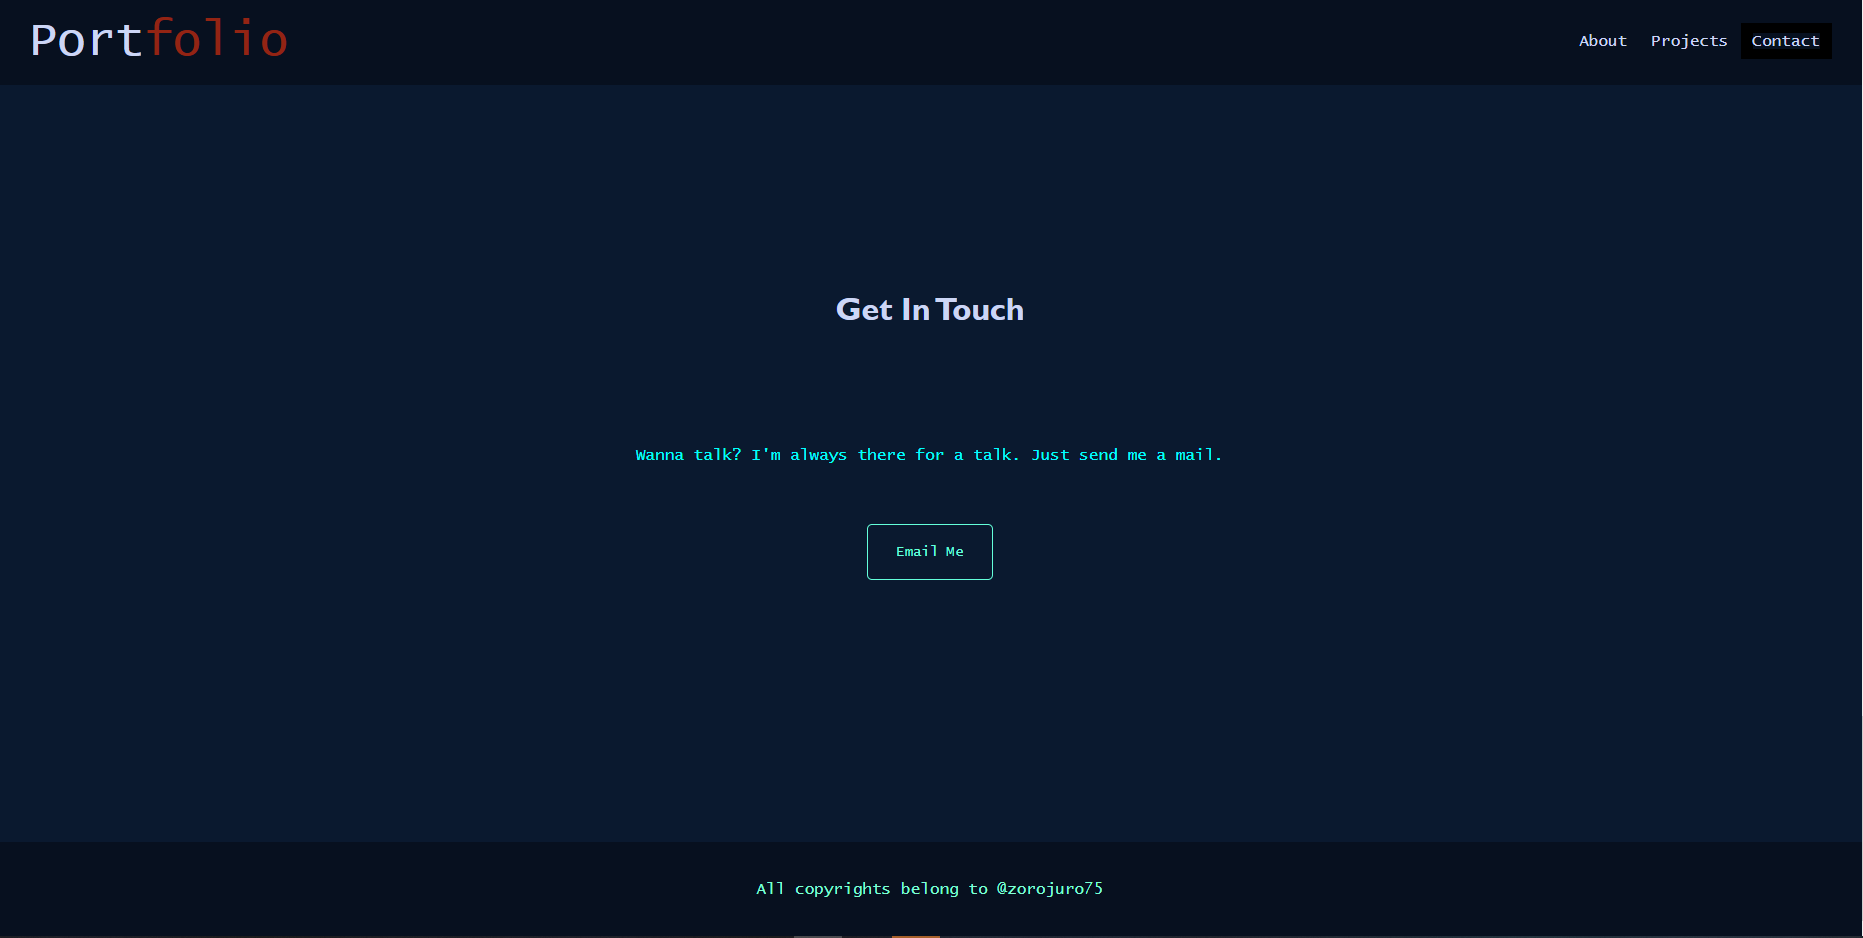 Portfolio
About Projects Contact
Get In Touch
Wanna talk? I'm always there for a talk. Just send me a mail.
Email Me
All copyrights belong to @zorojuro75